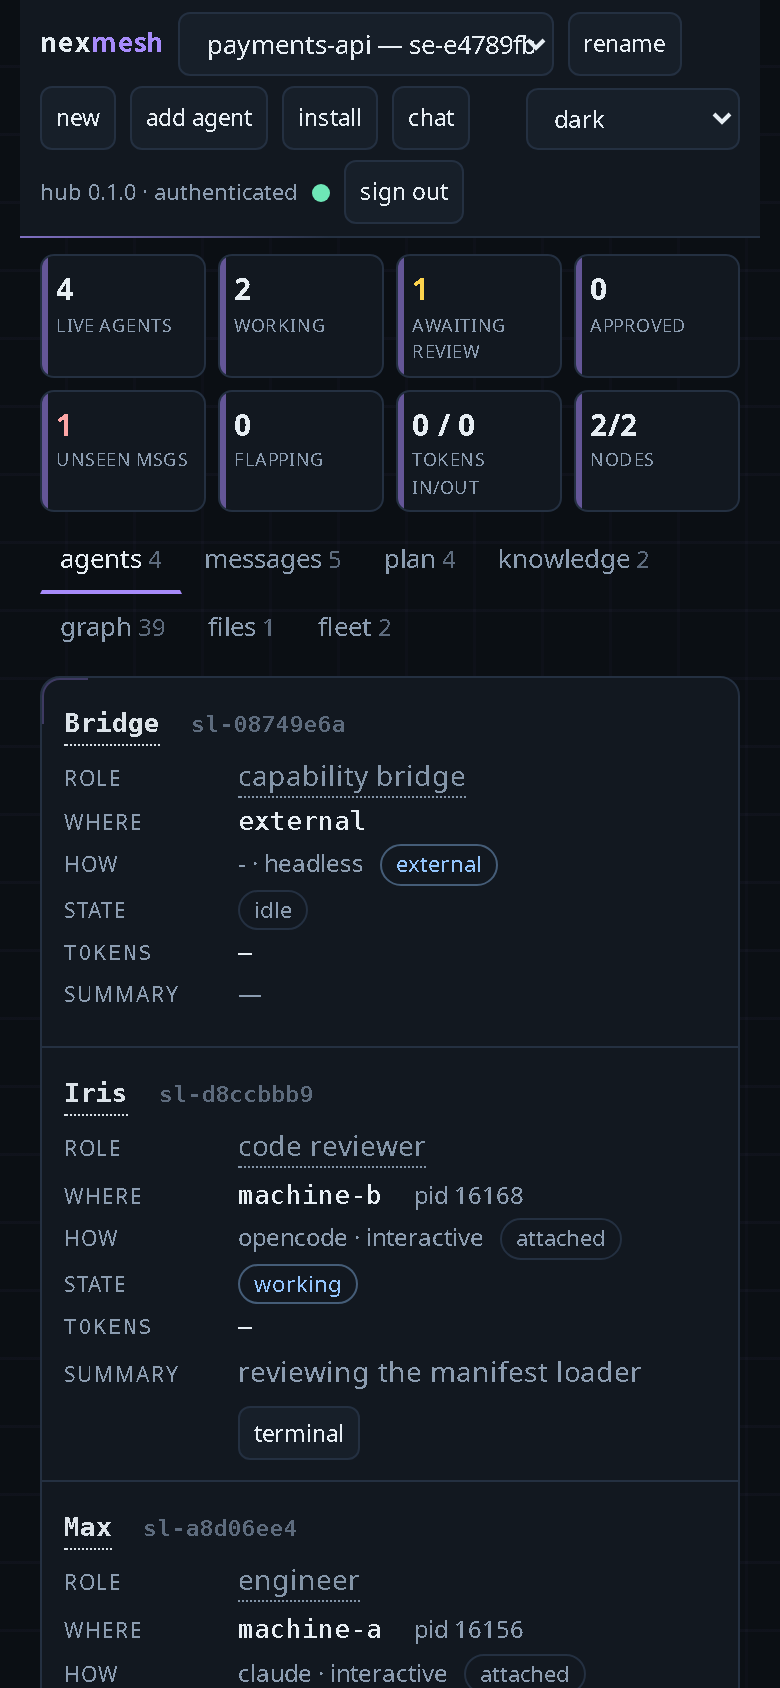 nexmesh payments-api — se-e4789fb rename
new add agent install chat dark
hub 0.1.0 · authenticated sign out
4 2 1 0
LIVE AGENTS WORKING AWAITING REVIEW APPROVED
1 0 0 / 0 2/2
UNSEEN MSGS FLAPPING TOKENS IN/OUT NODES
agents 4 messages 5 plan 4 knowledge 2
graph 39 files 1 fleet 2
Bridge sl-08749e6a
ROLE capability bridge
WHERE external
HOW - · headless external
STATE idle
TOKENS —
SUMMARY —
Iris sl-d8ccbbb9
ROLE code reviewer
WHERE machine-b pid 16168
HOW opencode · interactive attached
STATE working
TOKENS —
SUMMARY reviewing the manifest loader
terminal
Max sl-a8d06ee4
ROLE engineer
WHERE machine-a pid 16156
HOW claude · interactive attached